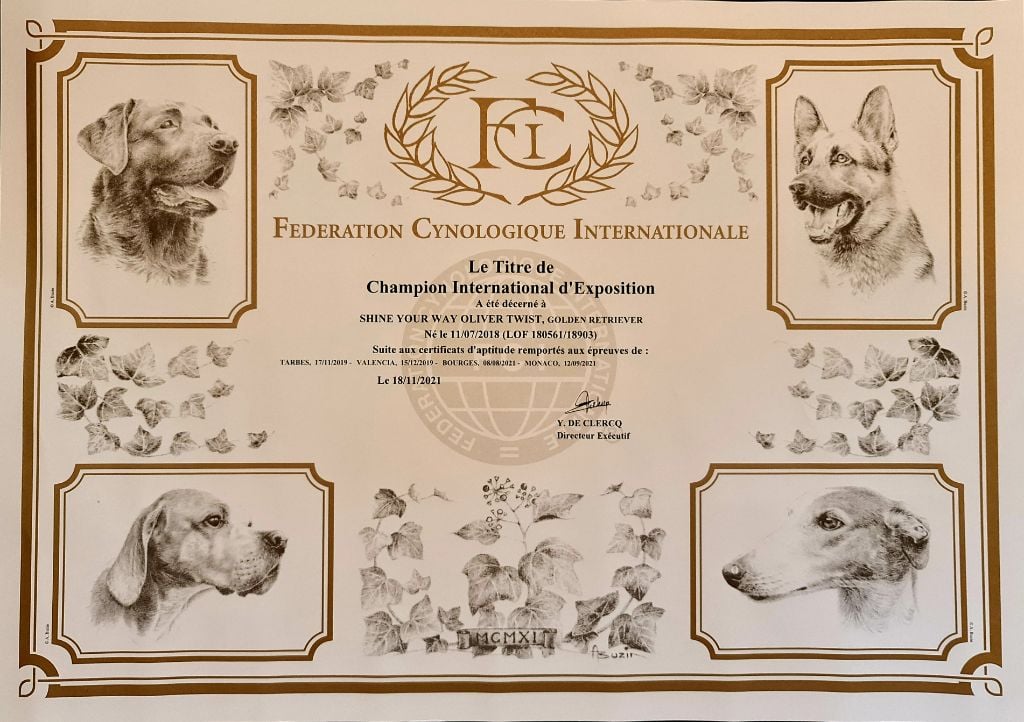 FCI
FEDERATION CYNOLOGIQUE INTERNATIONALE
Le Titre de
Champion International d'Exposition
A été décerné à
SHINE YOUR WAY OLIVER TWIST, GOLDEN RETRIEVER
Né le 11/07/2018 (LOF 180561/18903)
Suite aux certificats d'aptitude remportés aux épreuves de :
TARBES, 17/11/2019 - VALENCIA, 15/12/2019 - BOURGES, 08/08/2021 - MONACO, 12/09/2021
Le 18/11/2021
Y. DE CLERCQ
Directeur Exécutif
MCMXI